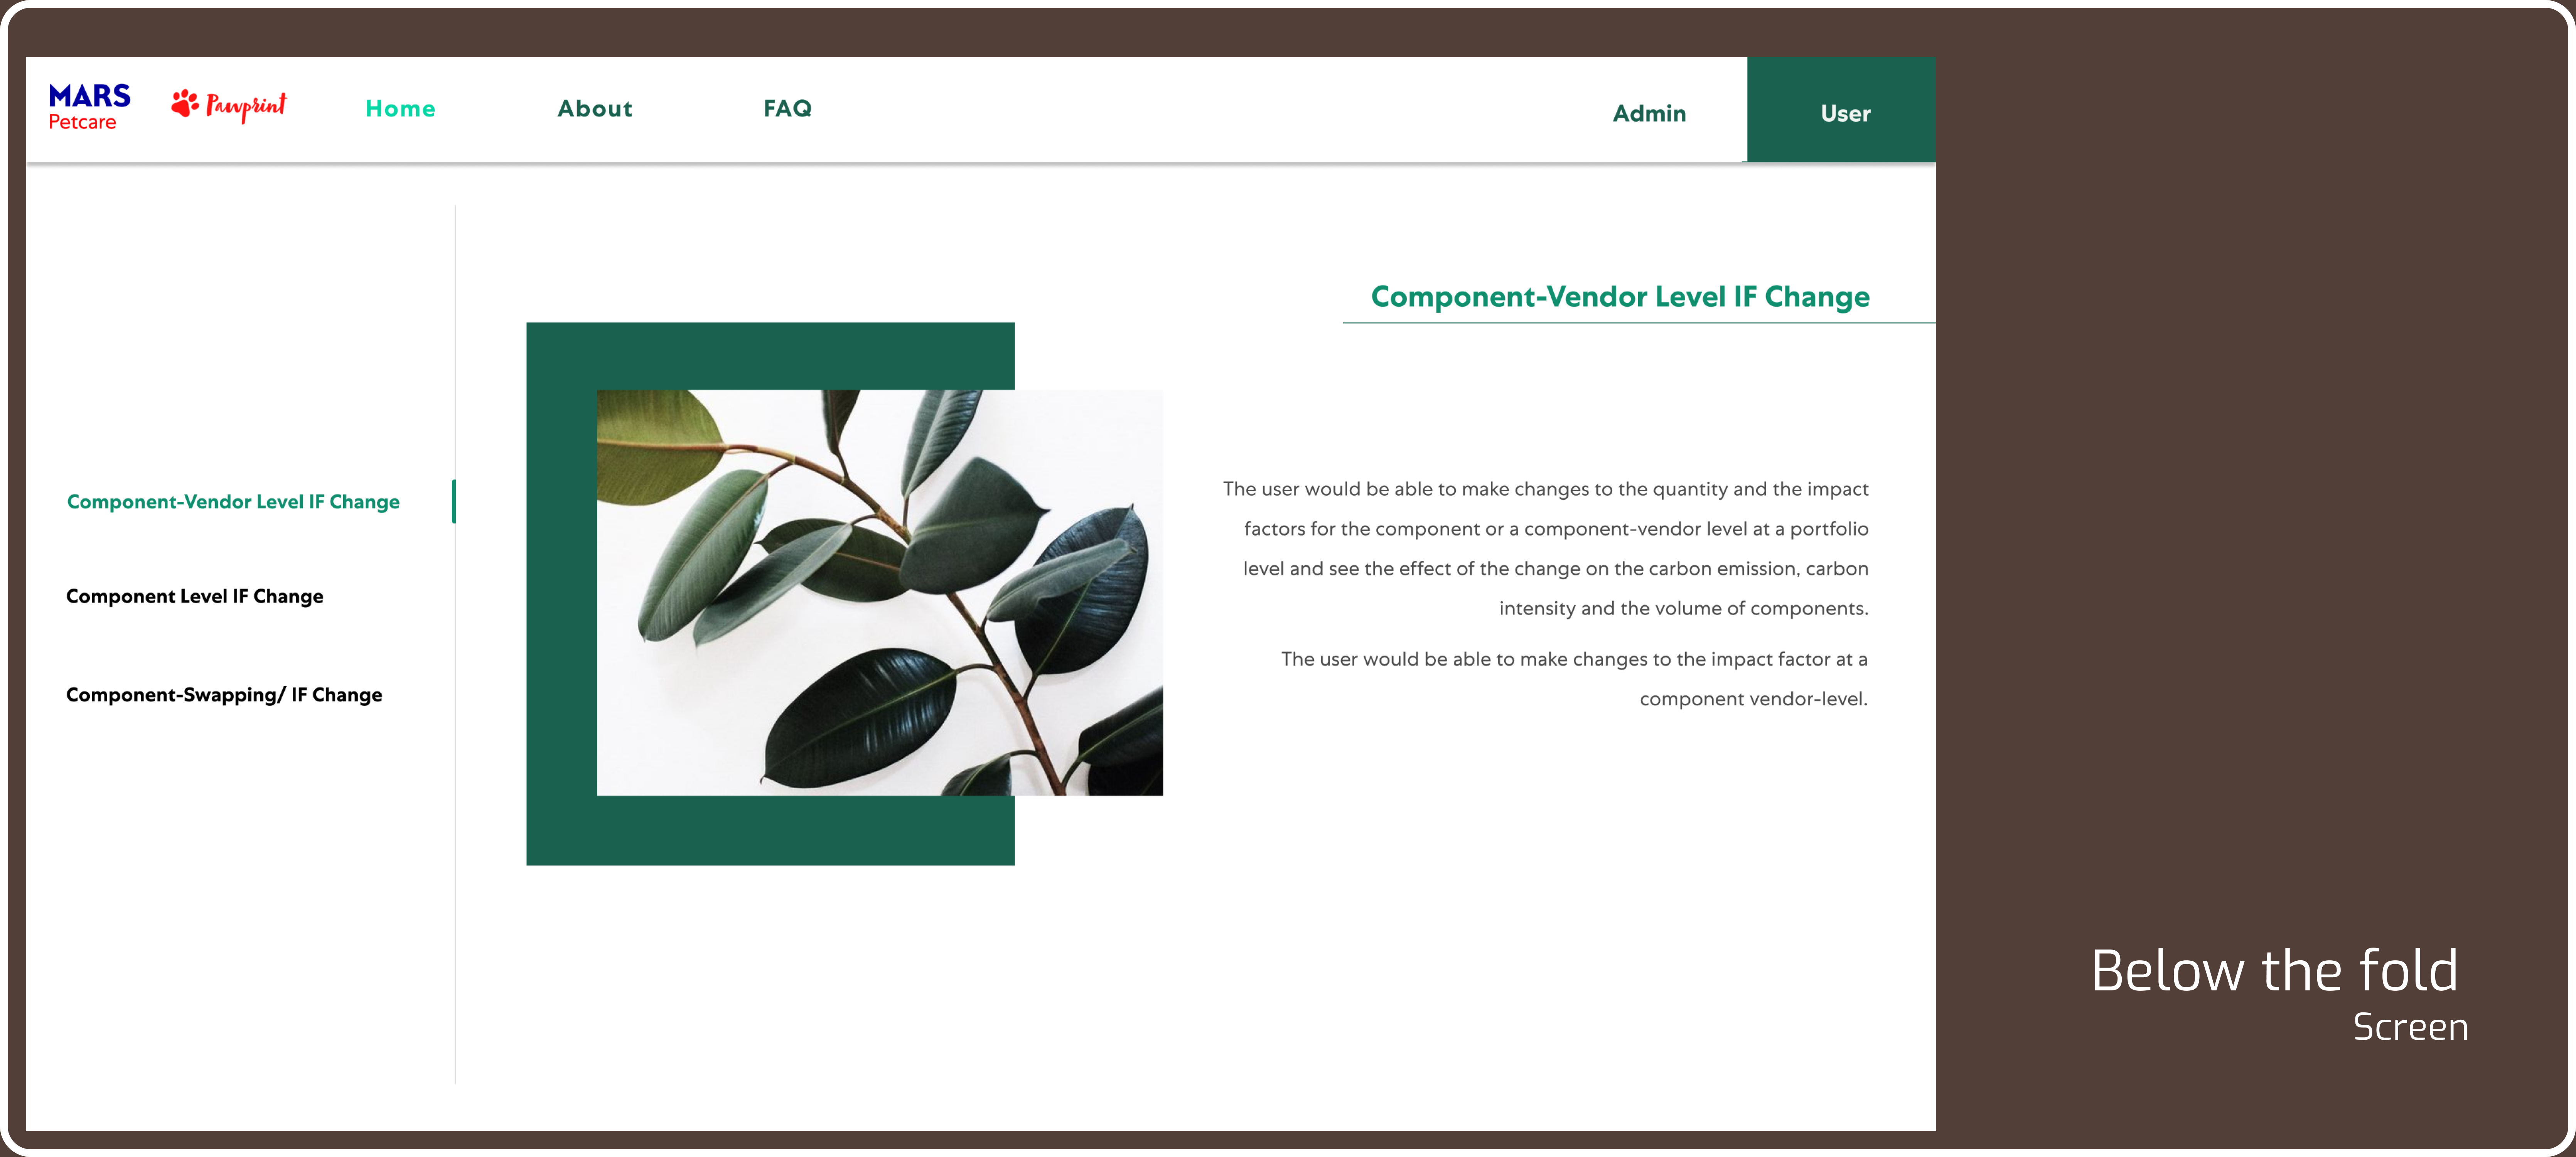 MARS
Petcare
Pawprint
Home
About
FAQ
Admin
User
Component-Vendor Level IF Change
Component Level IF Change
Component-Swapping/ IF Change
Component-Vendor Level IF Change
The user would be able to make changes to the quantity and the impact
factors for the component or a component-vendor level at a portfolio
level and see the effect of the change on the carbon emission, carbon
intensity and the volume of components.
The user would be able to make changes to the impact factor at a
component vendor-level.
Below the fold
Screen